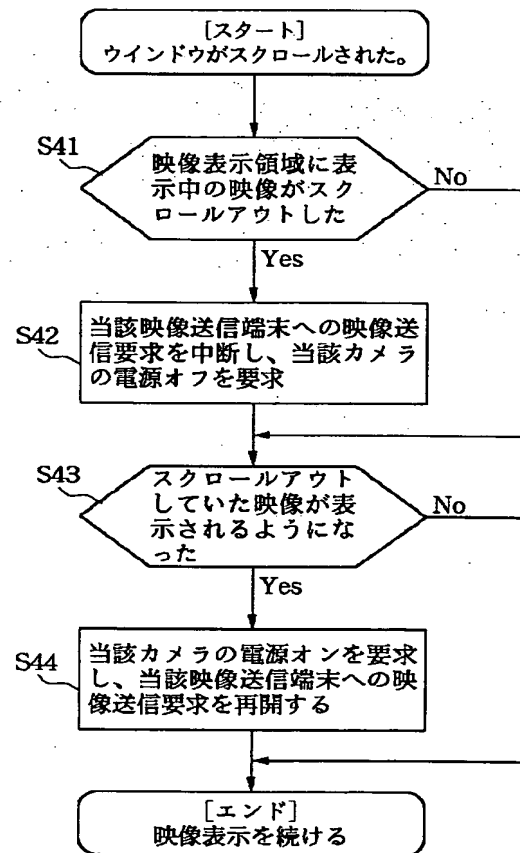 [スタート]
ウインドウがスクロールされた。
S41
映像表示領域に表
示中の映像がスク
ロールアウトした
No
Yes
S42
当該映像送信端末への映像送
信要求を中断し、当該カメラ
の電源オフを要求
S43
スクロールアウト
していた映像が表
示されるようにな
った
No
Yes
S44
当該カメラの電源オンを要求
し、当該映像送信端末への映
像送信要求を再開する
[エンド]
映像表示を続ける